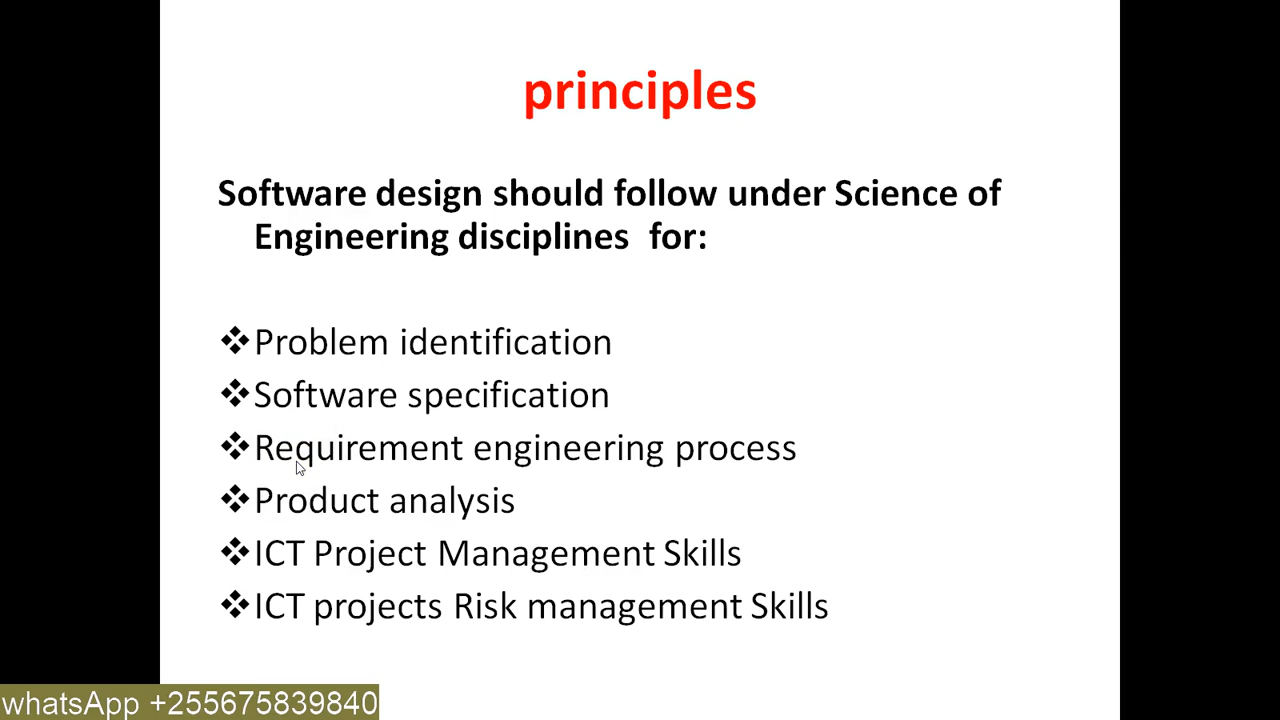 principles
Software design should follow under Science of
Engineering disciplines for:
❖Problem identification
❖Software specification
❖Requirement engineering process
❖Product analysis
❖ICT Project Management Skills
❖ICT projects Risk management Skills
whatsApp +255675839840